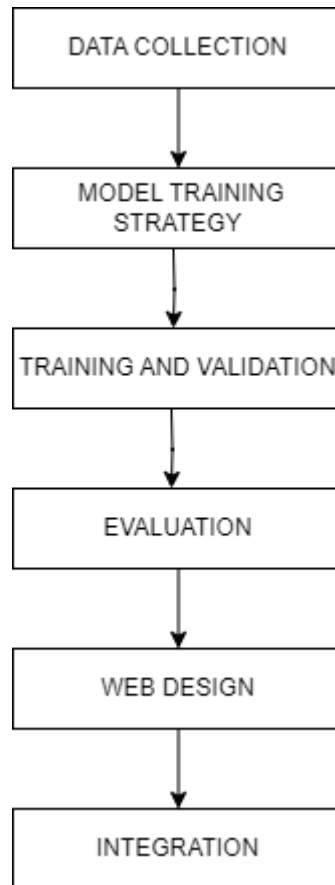 DATA COLLECTION
MODEL TRAINING
STRATEGY
TRAINING AND VALIDATION
EVALUATION
WEB DESIGN
INTEGRATION